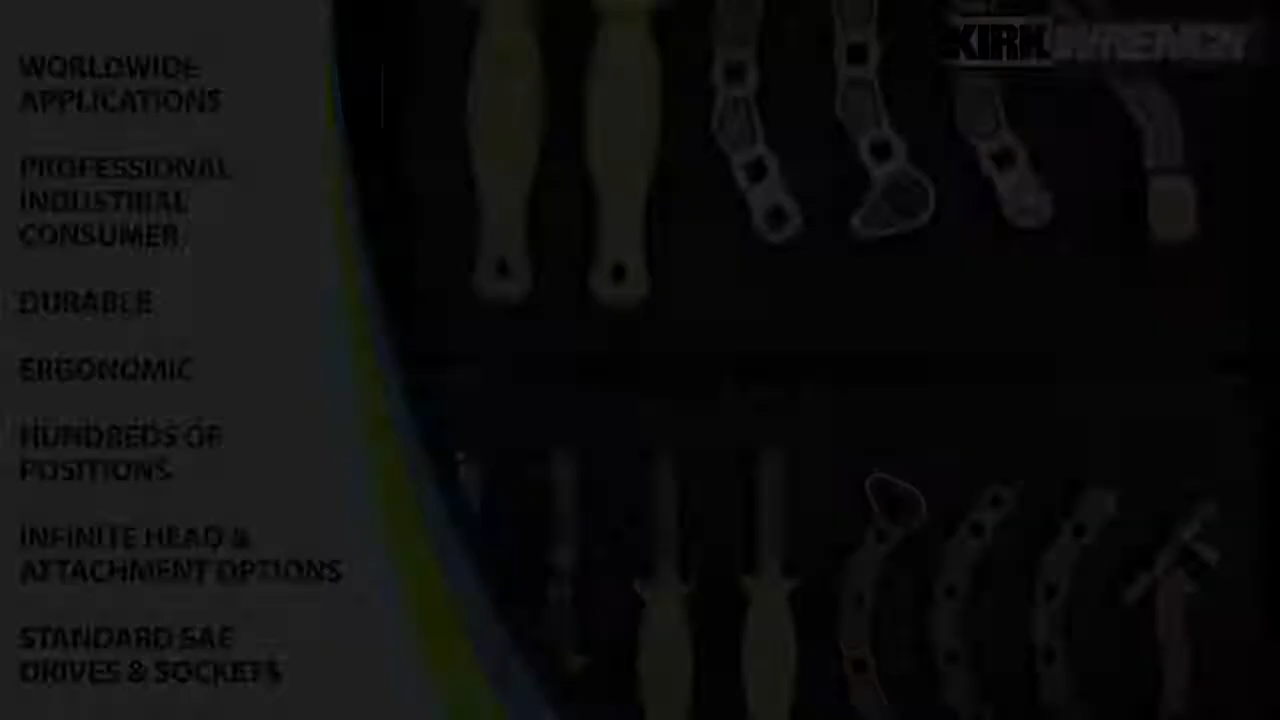 WORLDWIDE
APPLICATIONS
PROFESSIONAL
INDUSTRIAL
CONSUMER
DURABLE
ERGONOMIC
HUNDREDS OF
POSITIONS
INFINITE HEAD &
ATTACHMENT OPTIONS
STANDARD SAE
DRIVES & SOCKETS
KIRKWRENCH